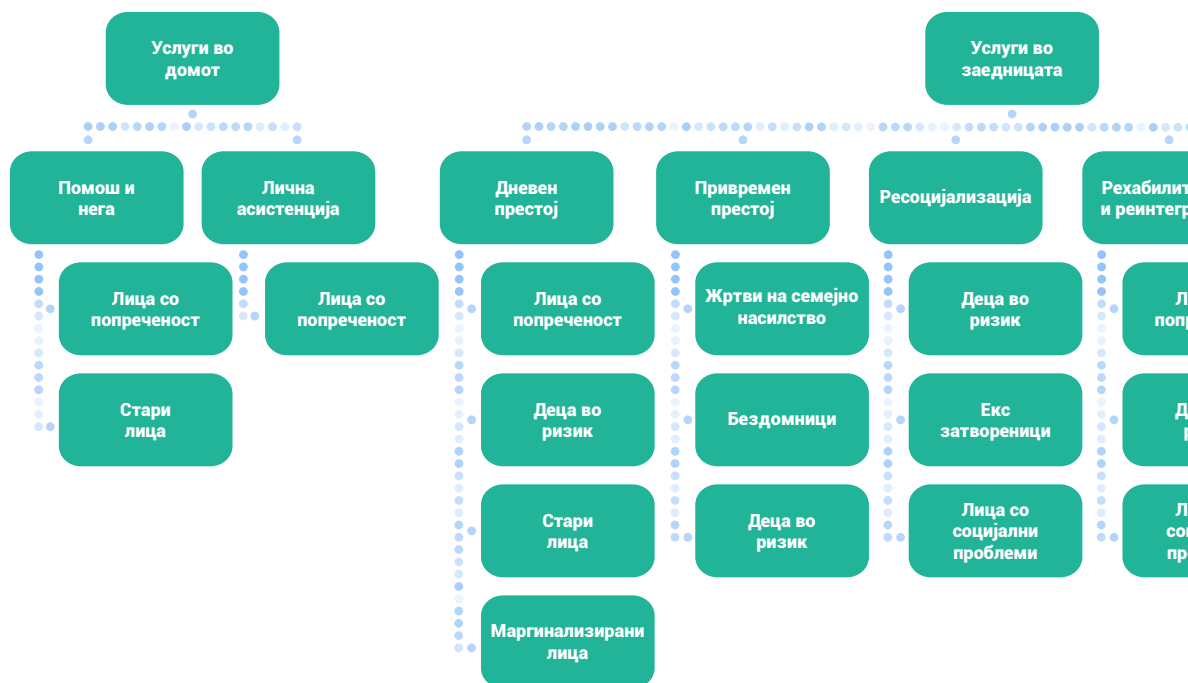 Услуги во
домот
Услуги во
заедницата
Помош и
нега
Лична
асистенција
Дневен
престој
Привремен
престој
Ресоцијализација
и
Лица со
попреченост
Стари
лица
Лица со
попреченост
Лица со
попреченост
Деца во
ризик
Стари
лица
Маргинализирани
лица
Жртви на семејно
насилство
Бездомници
Деца во
ризик
Деца во
ризик
Екс
затвореници
Лица со
социјални
проблеми